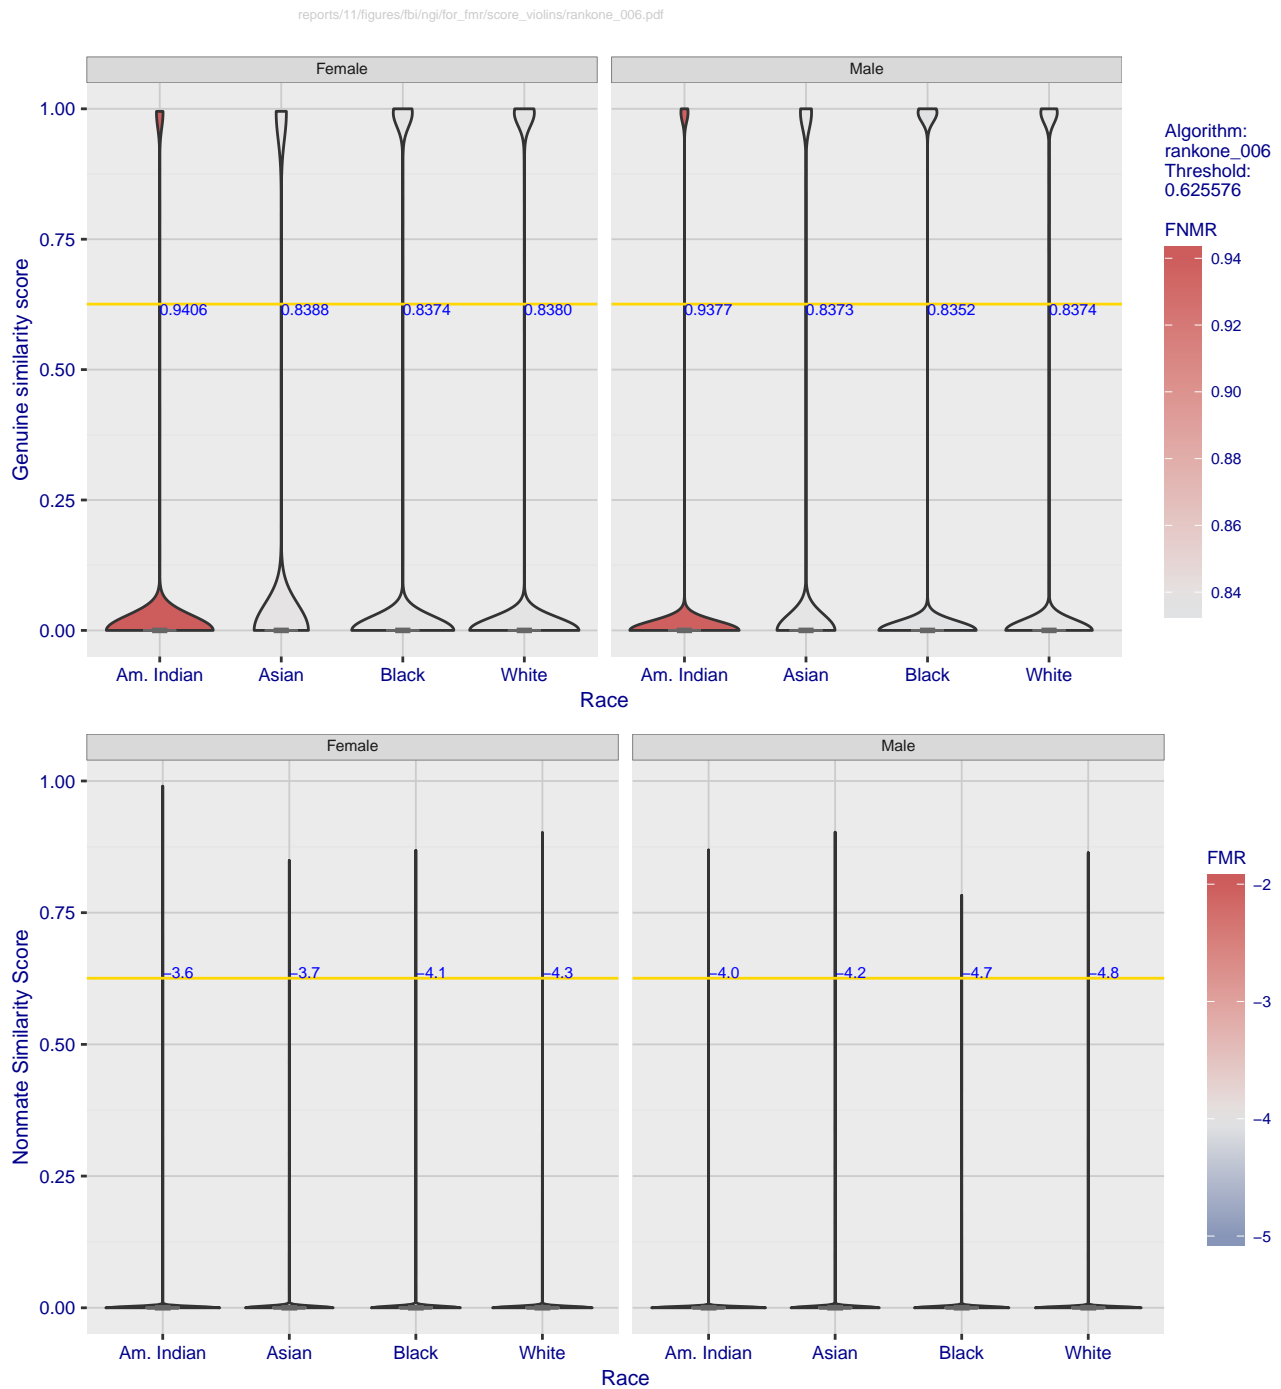 reports/11/figures/fbi/ngi/for_fmr/score_violins/rankone_006.pdf
Female
Male
1.00
0.75
0.50
0.25
0.00
Genuine similarity score
0.9406
0.8388
0.8374
0.8380
0.9377
0.8373
0.8352
0.8374
Am. Indian
Asian
Black
White
Am. Indian
Asian
Black
White
Race
Algorithm:
rankone_006
Threshold:
0.625576
FNMR
0.94
0.92
0.90
0.88
0.86
0.84
Female
Male
1.00
0.75
0.50
0.25
0.00
Nonmate Similarity Score
−3.6
−3.7
−4.1
−4.3
−4.0
−4.2
−4.7
−4.8
Am. Indian
Asian
Black
White
Am. Indian
Asian
Black
White
Race
FMR
−2
−3
−4
−5